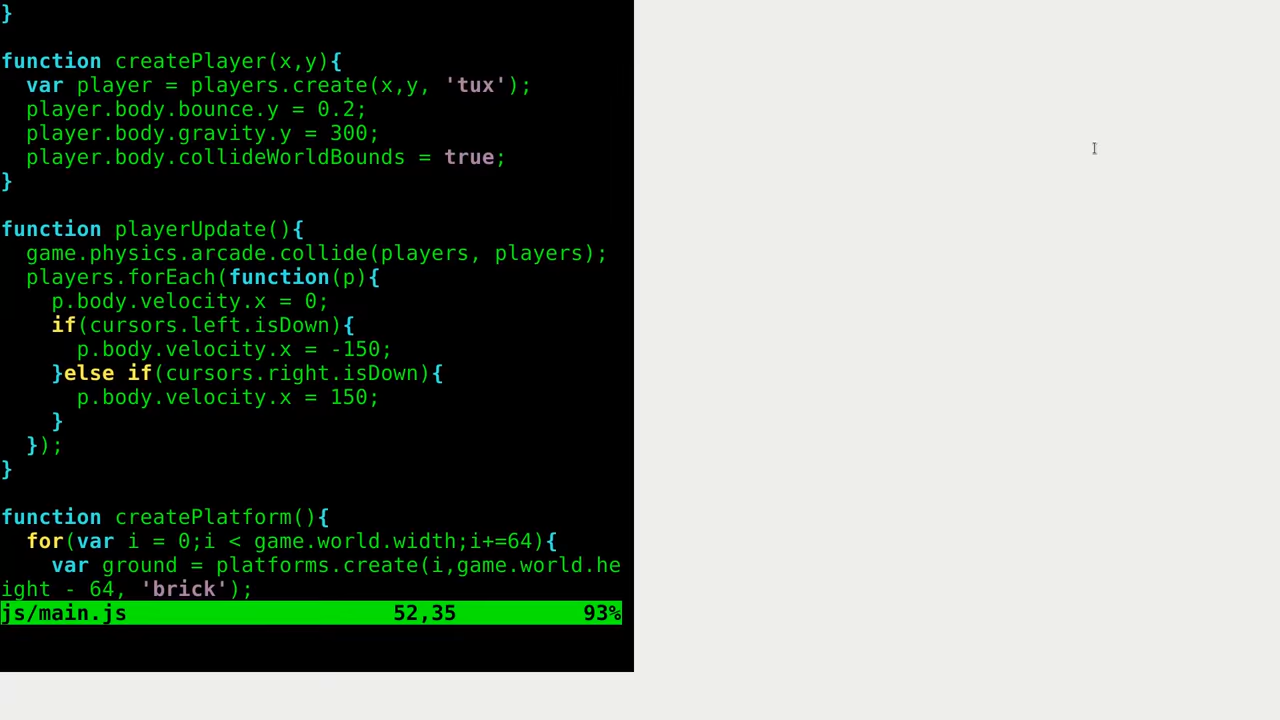 }
function createPlayer(x,y){
  var player = players.create(x,y, 'tux');
  player.body.bounce.y = 0.2;
  player.body.gravity.y = 300;
  player.body.collideWorldBounds = true;
}
function playerUpdate(){
  game.physics.arcade.collide(players, players);
  players.forEach(function(p){
    p.body.velocity.x = 0;
    if(cursors.left.isDown){
      p.body.velocity.x = -150;
    }else if(cursors.right.isDown){
      p.body.velocity.x = 150;
    }
  });
}
function createPlatform(){
  for(var i = 0;i < game.world.width;i+=64){
    var ground = platforms.create(i,game.world.he
ight - 64, 'brick');
js/main.js 52,35 93%